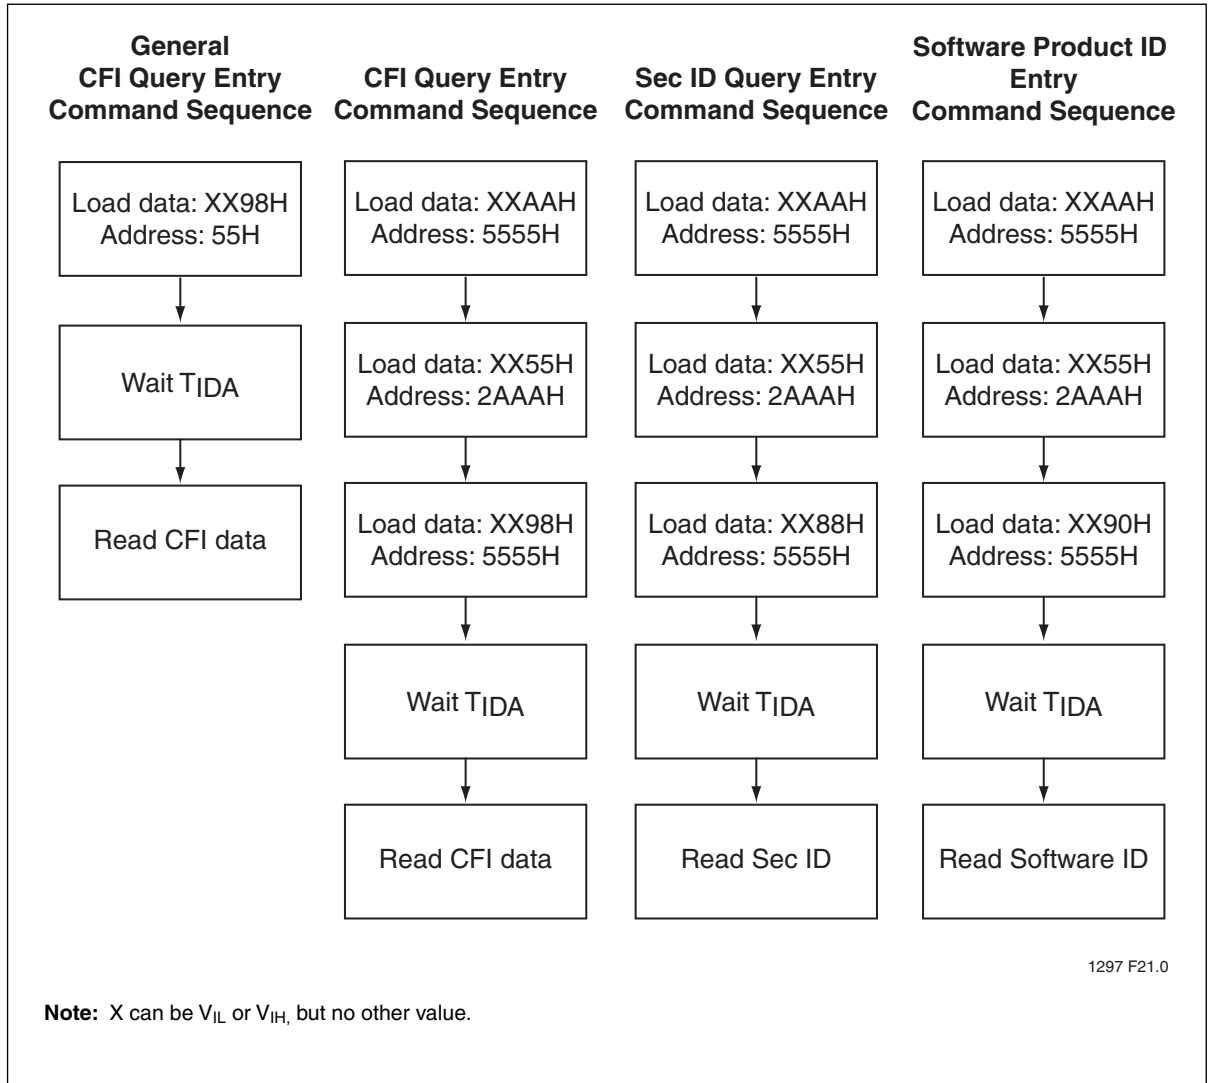 General
CFI Query Entry
Command Sequence
Load data: XX98H
Address: 55H
Wait TIDA
Read CFI data
CFI Query Entry
Command Sequence
Load data: XXAAH
Address: 5555H
Load data: XX55H
Address: 2AAAH
Load data: XX98H
Address: 5555H
Wait TIDA
Read CFI data
Sec ID Query Entry
Command Sequence
Load data: XXAAH
Address: 5555H
Load data: XX55H
Address: 2AAAH
Load data: XX88H
Address: 5555H
Wait TIDA
Read Sec ID
Software Product ID
Entry
Command Sequence
Load data: XXAAH
Address: 5555H
Load data: XX55H
Address: 2AAAH
Load data: XX90H
Address: 5555H
Wait TIDA
Read Software ID
1297 F21.0
Note: X can be VIL or VIH, but no other value.